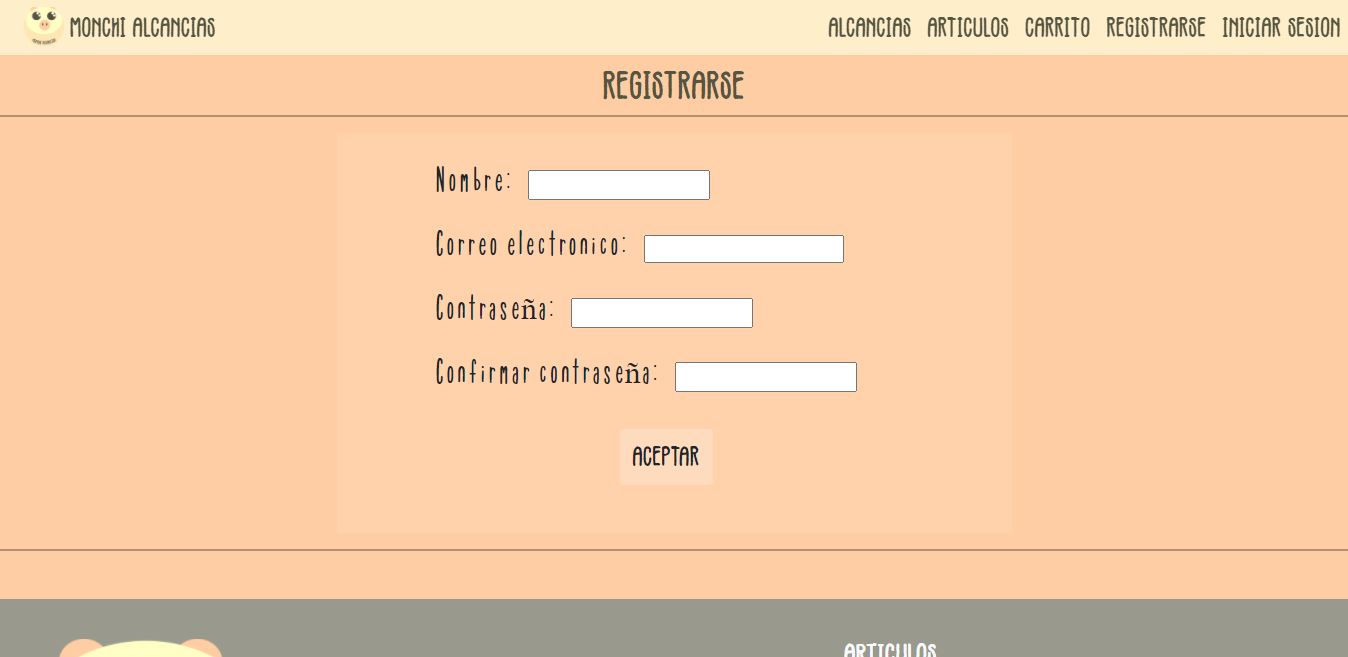 MONCHI ALCANCIAS
ALCANCIAS ARTICULOS CARRITO REGISTRARSE INICIAR SESION
REGISTRARSE
Nombre:
Correo electronico:
Contraseña:
Confirmar contraseña:
ACEPTAR
ARTICULOS